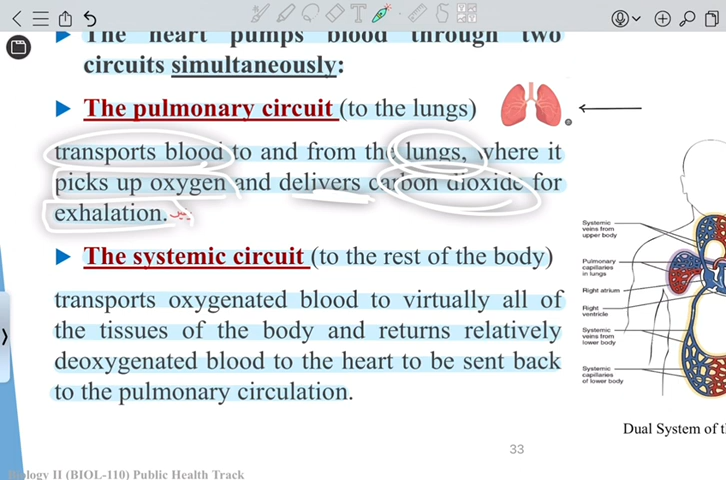 The heart pumps blood through two
circuits simultaneously:
The pulmonary circuit (to the lungs)
transports blood to and from the lungs, where it
picks up oxygen and delivers carbon dioxide for
exhalation.
The systemic circuit (to the rest of the body)
transports oxygenated blood to virtually all of
the tissues of the body and returns relatively
deoxygenated blood to the heart to be sent back
to the pulmonary circulation.
Systemic
veins from
upper body
Pulmonary
capillaries
in lungs
Right atrium
Right
ventricle
Systemic
veins from
lower body
Systemic
capillaries
of lower body
Dual System of
33
Biology II (BIOL-110) Public Health Track